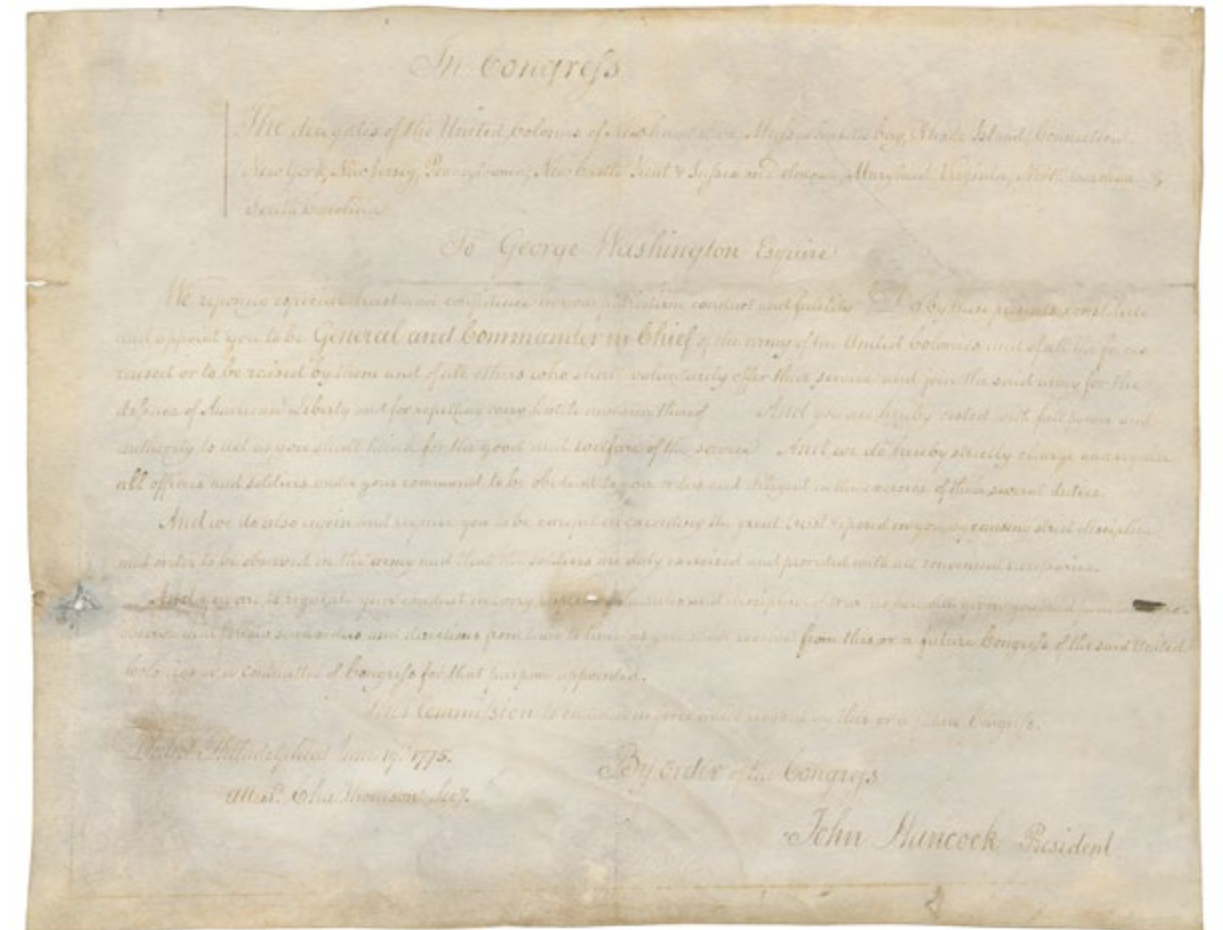 In Congress
The delegates of the United Colonies of New hampshire, Massachusetts bay, Rhode Island, Connecticut
New York, New Jersey, Pennsylvania, New Castle Kent & Sussex on Delaware, Maryland, Virginia, North Carolina &
South Carolina
To George Washington Esquire
We reposing especial trust and confidence in your patriotism conduct and fidelity Do by these presents constitute
and appoint you to be General and Commander in Chief of the army of the United Colonies and of all the forces
raised or to be raised by them and of all others who shall voluntarily offer their service and join the said army for the
defence of American Liberty and for repelling every hostile invasion thereof And you are hereby vested with full power and
authority to act as you shall think for the good and welfare of the service And we do hereby strictly charge and require
all officers and soldiers under your command to be obedient to your orders and diligent in the exercise of their several duties
And we do also enjoin and require you to be careful in executing the great trust reposed in you, by causing strict discipline
and order to be observed in the army and that the soldiers are duly exercised and provided with all convenient necessaries.
And you are to regulate your conduct in every respect by the rules and discipline of war as herewith given you and
observe and follow such orders and directions from time to time as you shall receive from this or a future Congress of the said United
Colonies or a committee of Congress for that purpose appointed.
This Commission to continue in force until revoked by this or a future Congress.
Dated Philadelphia June 19th 1775. By order of the Congress
Attest. Chas Thomson Secy.
John Hancock President